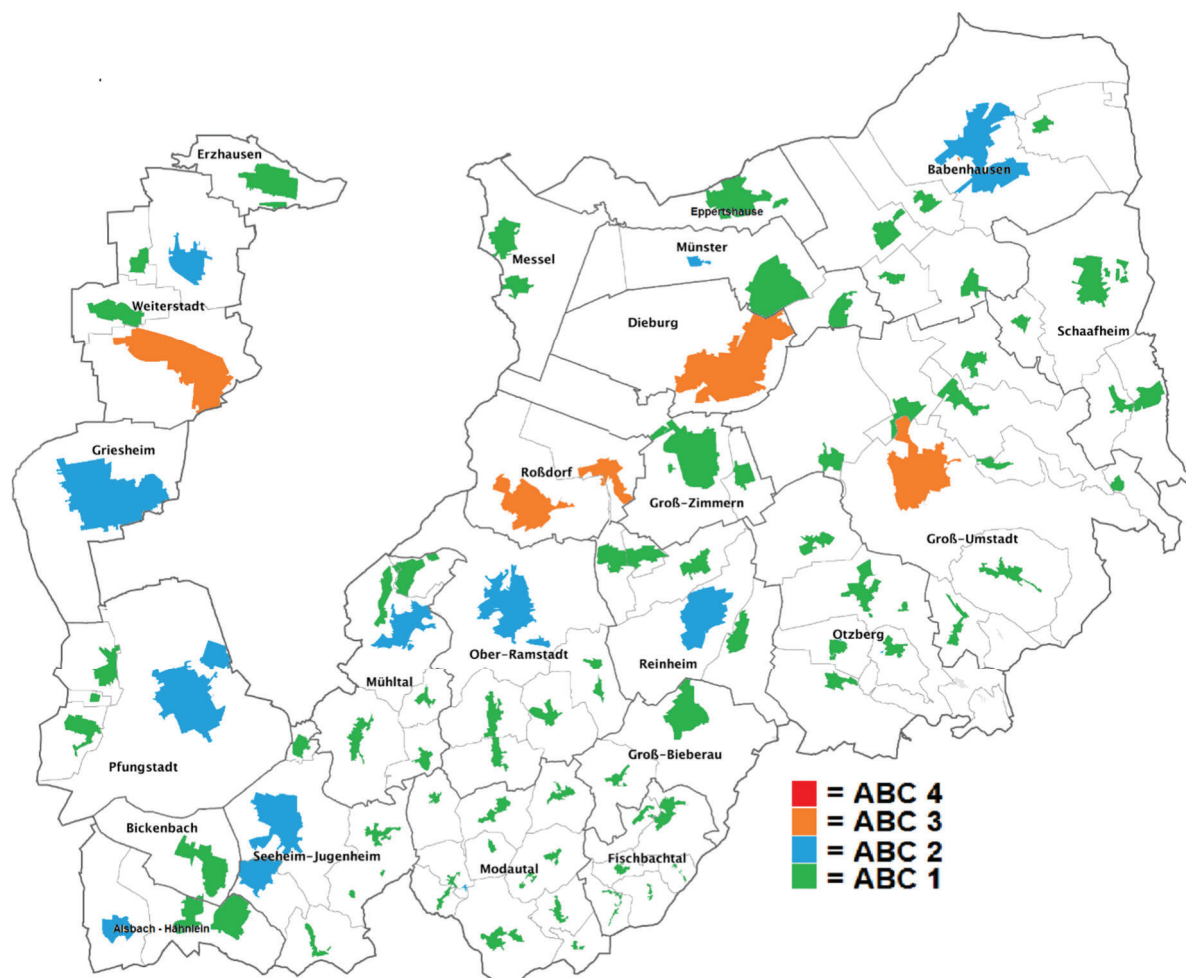 Erzhausen
Babenhausen
Eppertshause
Münster
Messel
Weiterstadt
Dieburg
Schaafheim
Griesheim
Roßdorf
Groß-Zimmern
Groß-Umstadt
Otzberg
Ober-Ramstadt
Reinheim
Mühltal
Groß-Bieberau
Pfungstadt
= ABC 4
= ABC 3
= ABC 2
= ABC 1
Bickenbach
Seeheim-Jugenheim
Modautal
Fischbachtal
Alsbach - Hähnlein